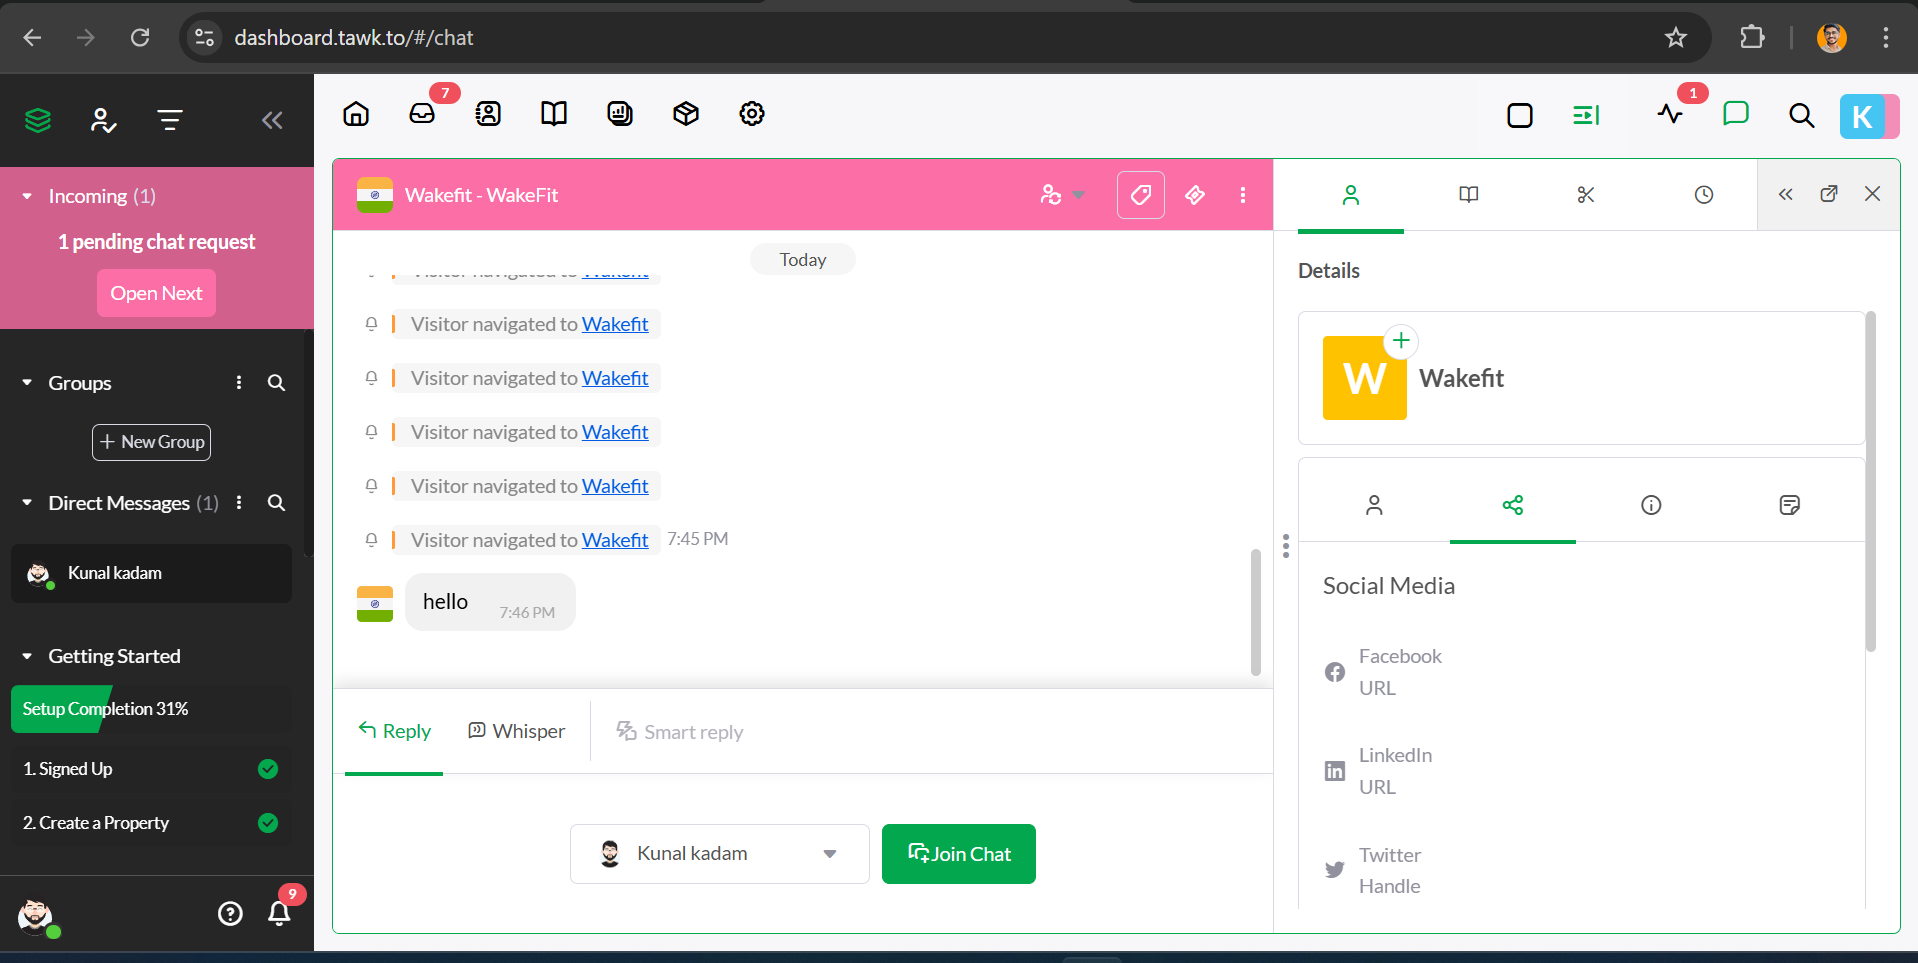 dashboard.tawk.to/#/chat
7
1
K
Incoming (1)
1 pending chat request
Open Next
Groups
+ New Group
Direct Messages (1)
Kunal kadam
Getting Started
Setup Completion 31%
1. Signed Up
2. Create a Property
9
Wakefit - WakeFit
Today
Visitor navigated to Wakefit
Visitor navigated to Wakefit
Visitor navigated to Wakefit
Visitor navigated to Wakefit
Visitor navigated to Wakefit
Visitor navigated to Wakefit 7:45 PM
hello 7:46 PM
Reply
Whisper
Smart reply
Kunal kadam
Join Chat
Details
W
Wakefit
Social Media
Facebook
URL
LinkedIn
URL
Twitter
Handle